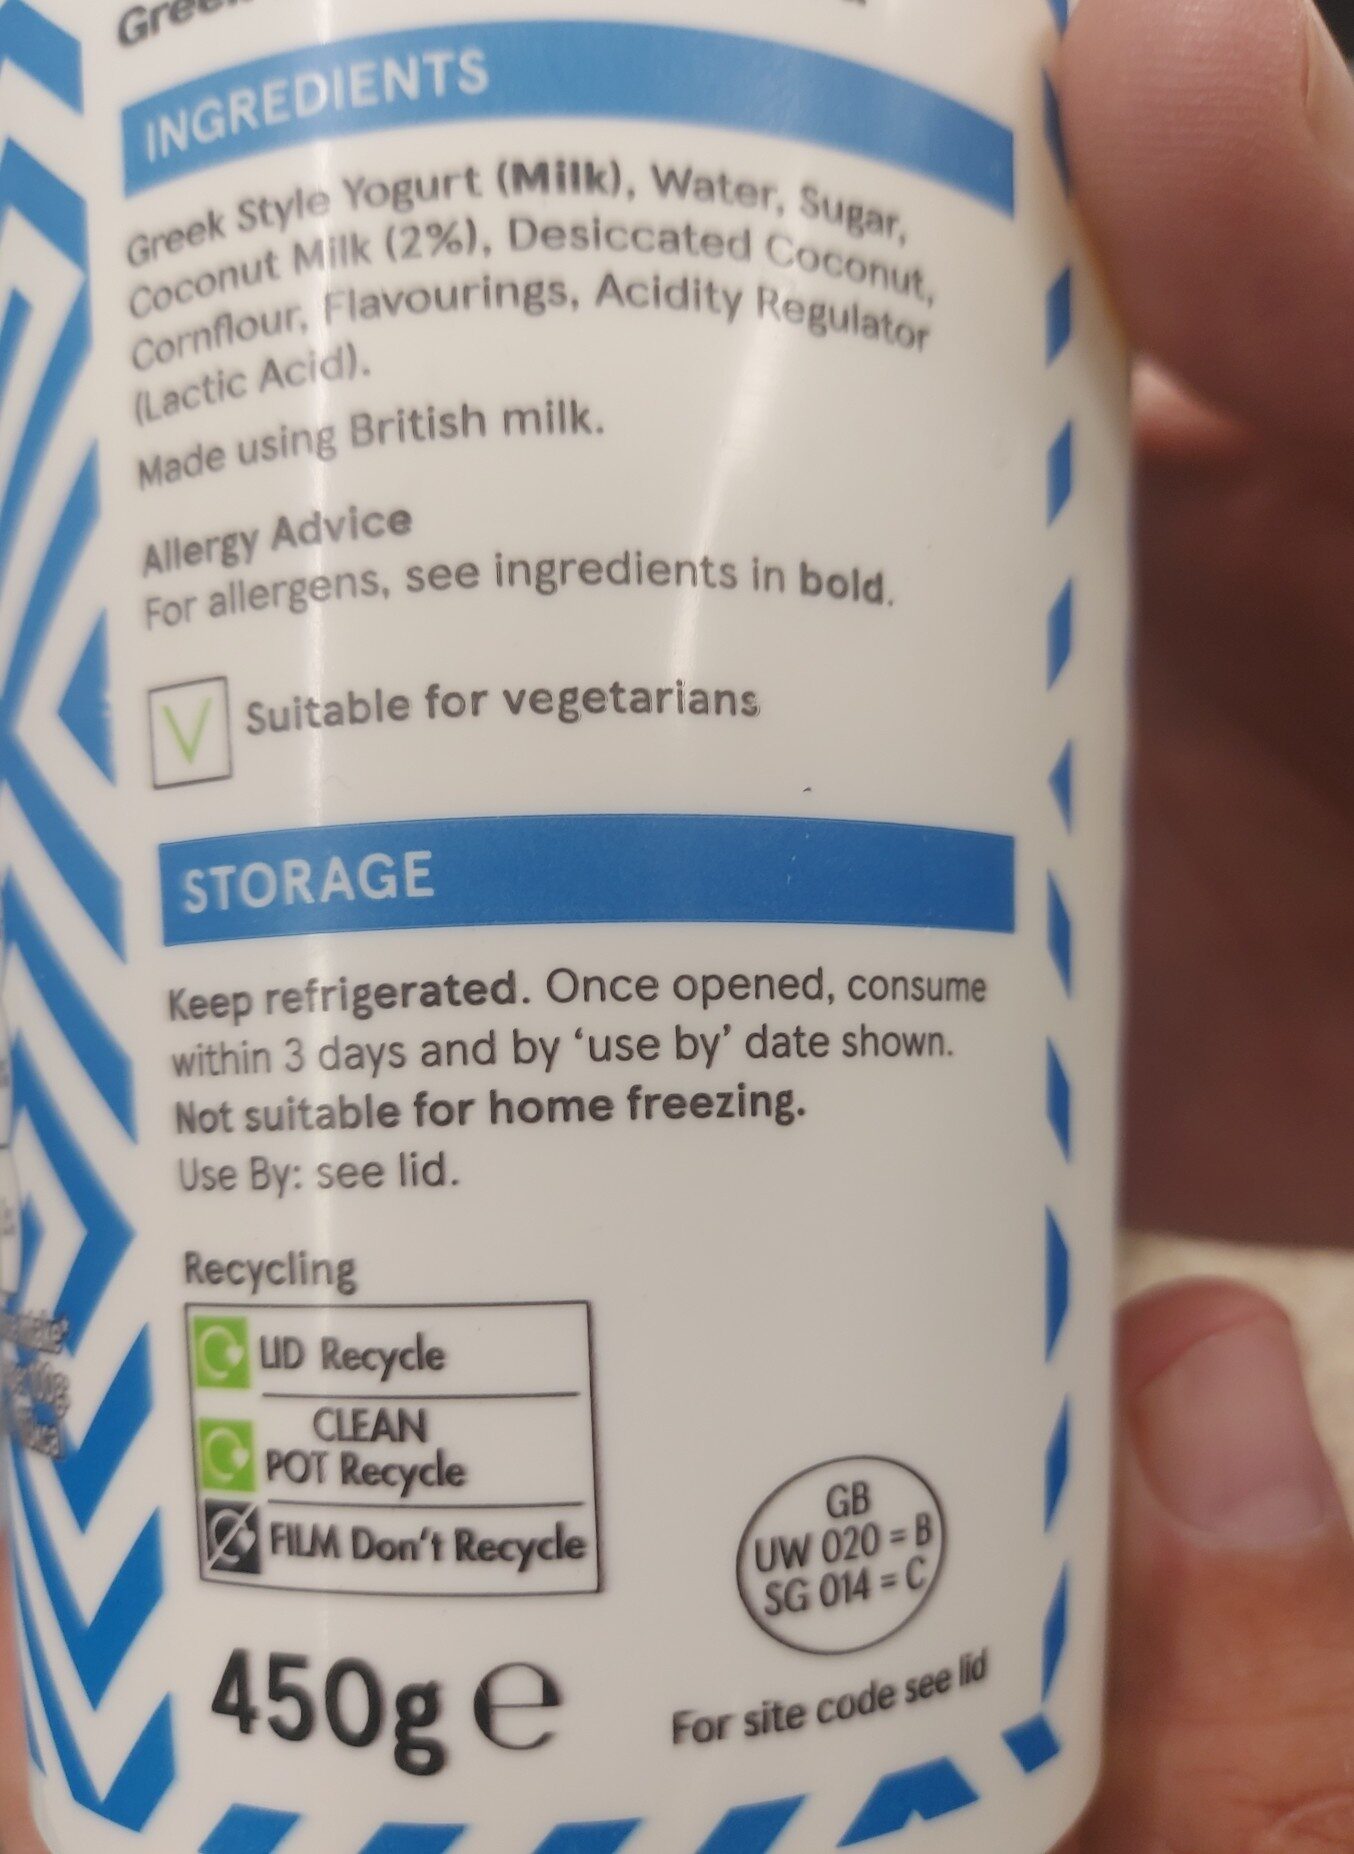 INGREDIENTS
Greek Style Yogurt (Milk), Water, Sugar,
Coconut Milk (2%), Desiccated Coconut,
Cornflour, Flavourings, Acidity Regulator
(Lactic Acid).
Made using British milk.
Allergy Advice
For allergens, see ingredients in bold.
V Suitable for vegetarians
STORAGE
Keep refrigerated. Once opened, consume
within 3 days and by ‘use by’ date shown.
Not suitable for home freezing.
Use By: see lid.
Recycling
LID Recycle
CLEAN
POT Recycle
FILM Don't Recycle
GB
UW 020 = B
SG 014 = C
450g e
For site code see lid